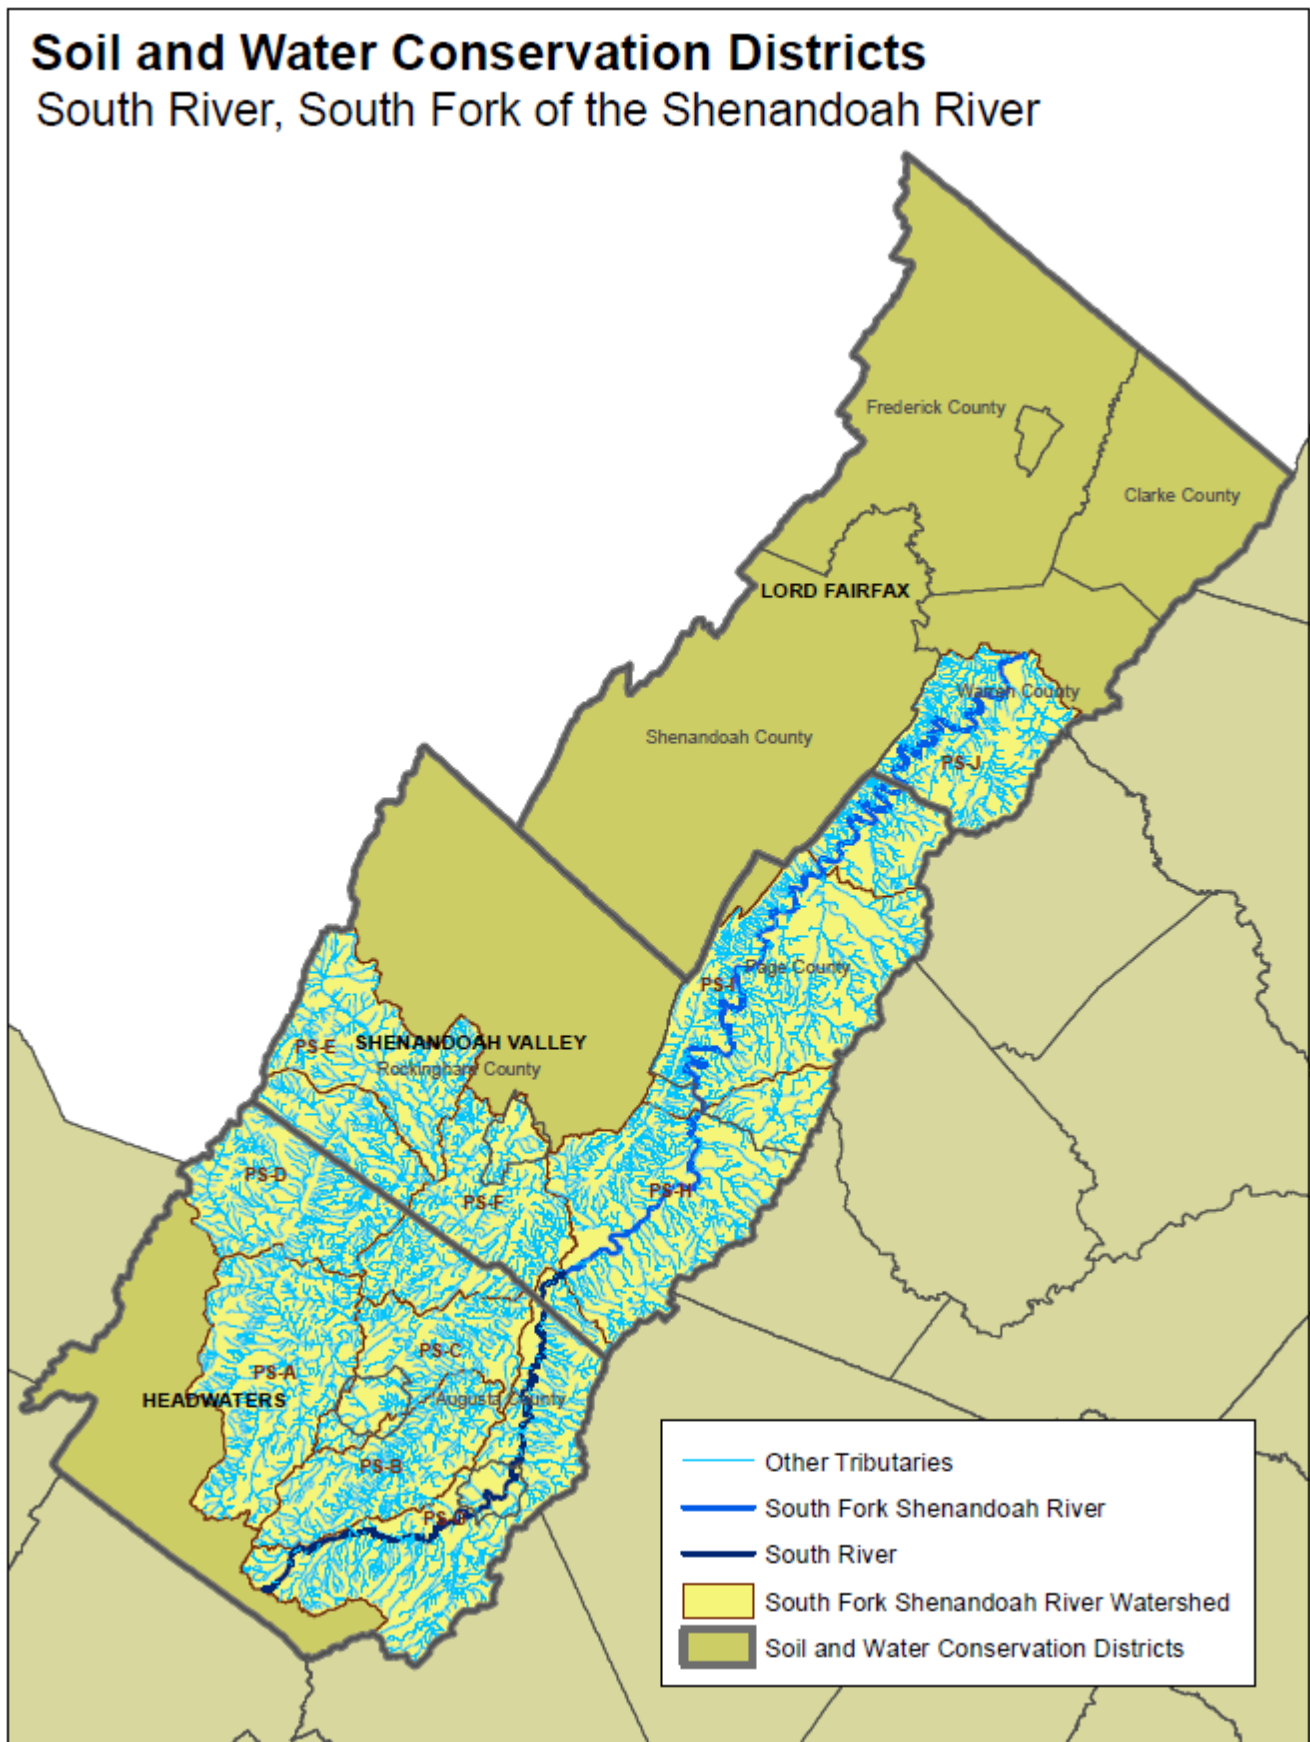 Soil and Water Conservation Districts
South River, South Fork of the Shenandoah River
Frederick County
Clarke County
LORD FAIRFAX
Warren County
Shenandoah County
PS-J
Page County
PS-I
SHENANDOAH VALLEY
PS-E
Rockingham County
PS-D
PS-H
PS-F
PS-C
PS-A
HEADWATERS
Augusta County
PS-B
Other Tributaries
South Fork Shenandoah River
South River
South Fork Shenandoah River Watershed
Soil and Water Conservation Districts